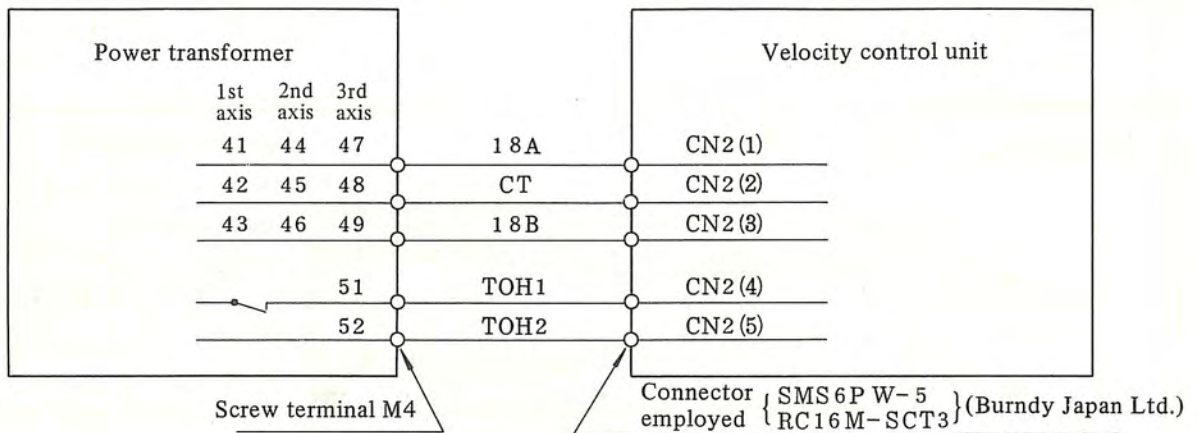 Power transformer
Velocity control unit
1st 2nd 3rd
axis axis axis
41 44 47 18A CN2(1)
42 45 48 CT CN2(2)
43 46 49 18B CN2(3)
51 TOH1 CN2(4)
52 TOH2 CN2(5)
Screw terminal M4
Connector employed { SMS6PW-5
RC16M-SCT3 } (Burndy Japan Ltd.)